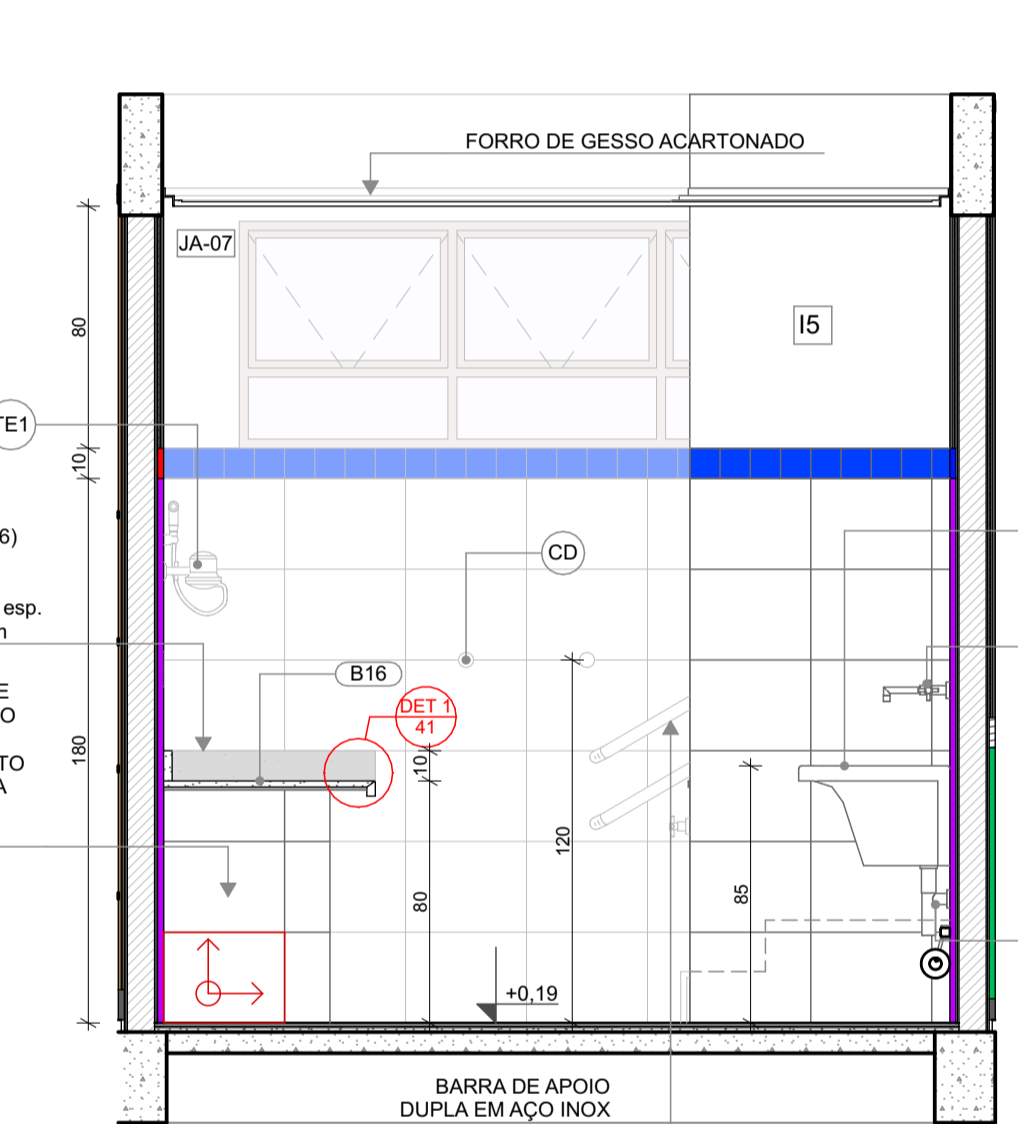 FORRO DE GESSO ACARTONADO
JA-07
I5
80
TE1
10
6)
CD
esp.
m
B16
E
O
DET 1
41
TO
A
180
10
120
85
80
+0,19
BARRA DE APOIO
DUPLA EM AÇO INOX